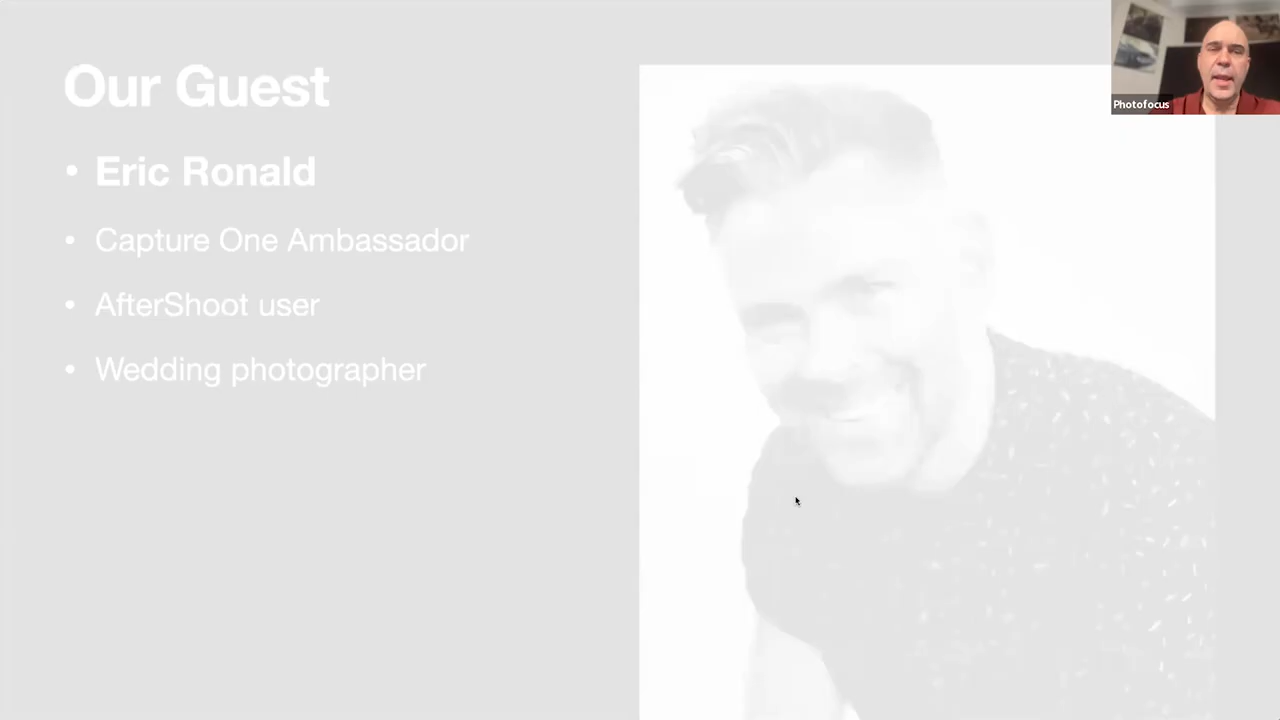 Our Guest
• Eric Ronald
• Capture One Ambassador
• AfterShoot user
• Wedding photographer
Photofocus